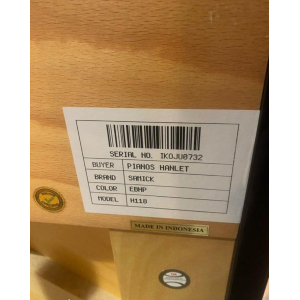 SERIAL NO. IKOJU0732
BUYER PIANOS HANLET
BRAND SAMICK
COLOR EBHP
MODEL H118
MADE IN INDONESIA